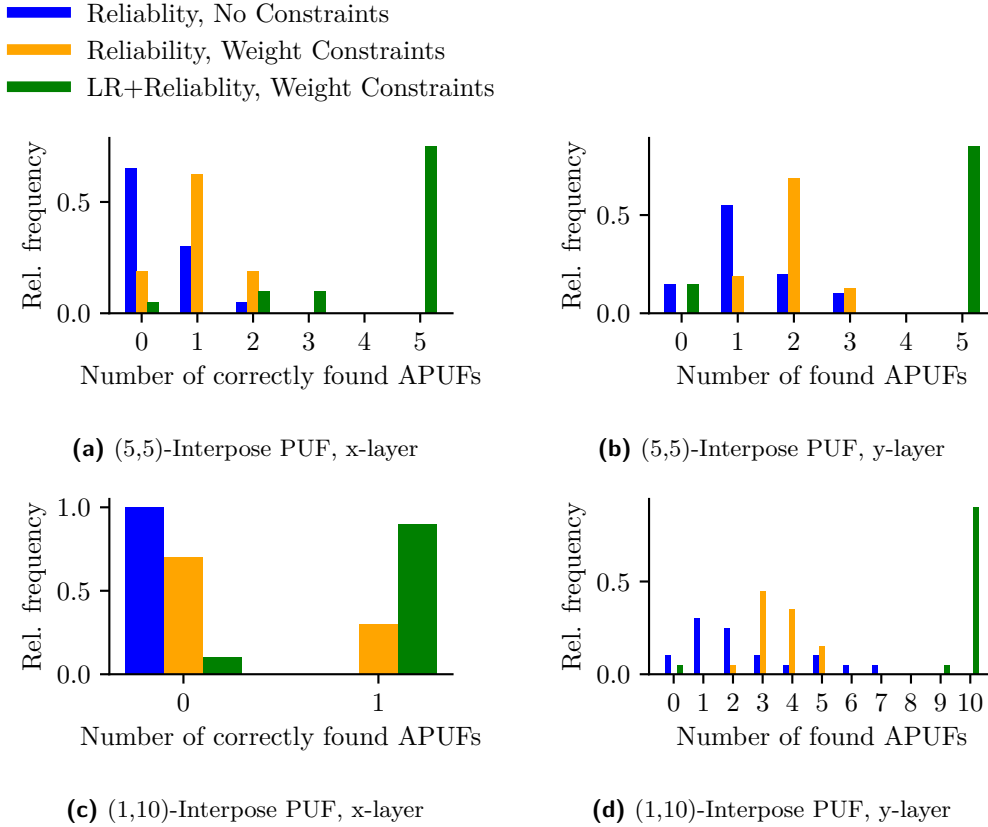 Reliablity, No Constraints
Reliability, Weight Constraints
LR+Reliablity, Weight Constraints
Rel. frequency
0.5
0.0
0 1 2 3 4 5
Number of correctly found APUFs
(a) (5,5)-Interpose PUF, x-layer
Rel. frequency
0.5
0.0
0 1 2 3 4 5
Number of found APUFs
(b) (5,5)-Interpose PUF, y-layer
Rel. frequency
1.0
0.5
0.0
0 1
Number of correctly found APUFs
(c) (1,10)-Interpose PUF, x-layer
Rel. frequency
0.5
0.0
0 1 2 3 4 5 6 7 8 9 10
Number of found APUFs
(d) (1,10)-Interpose PUF, y-layer